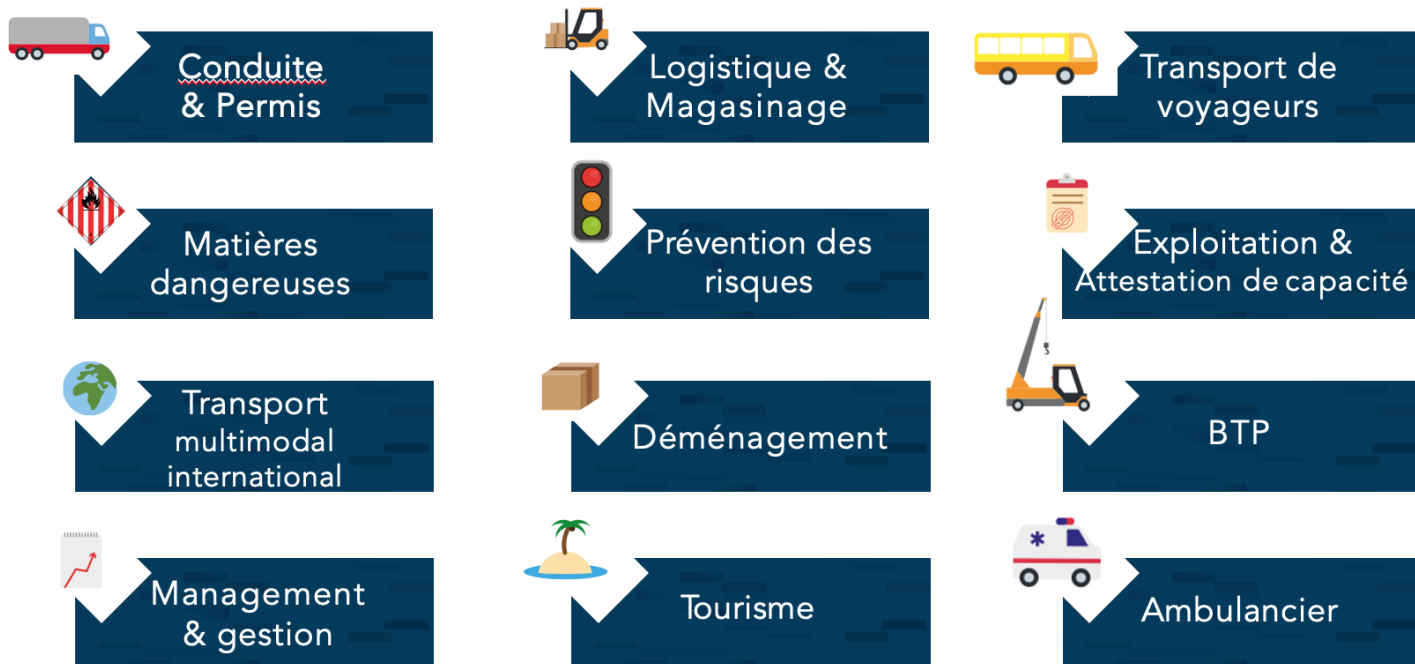 Conduite
& Permis
Logistique &
Magasinage
Transport de
voyageurs
Matières
dangereuses
Prévention des
risques
Exploitation &
Attestation de capacité
Transport
multimodal
international
Déménagement
BTP
Management
& gestion
Tourisme
Ambulancier